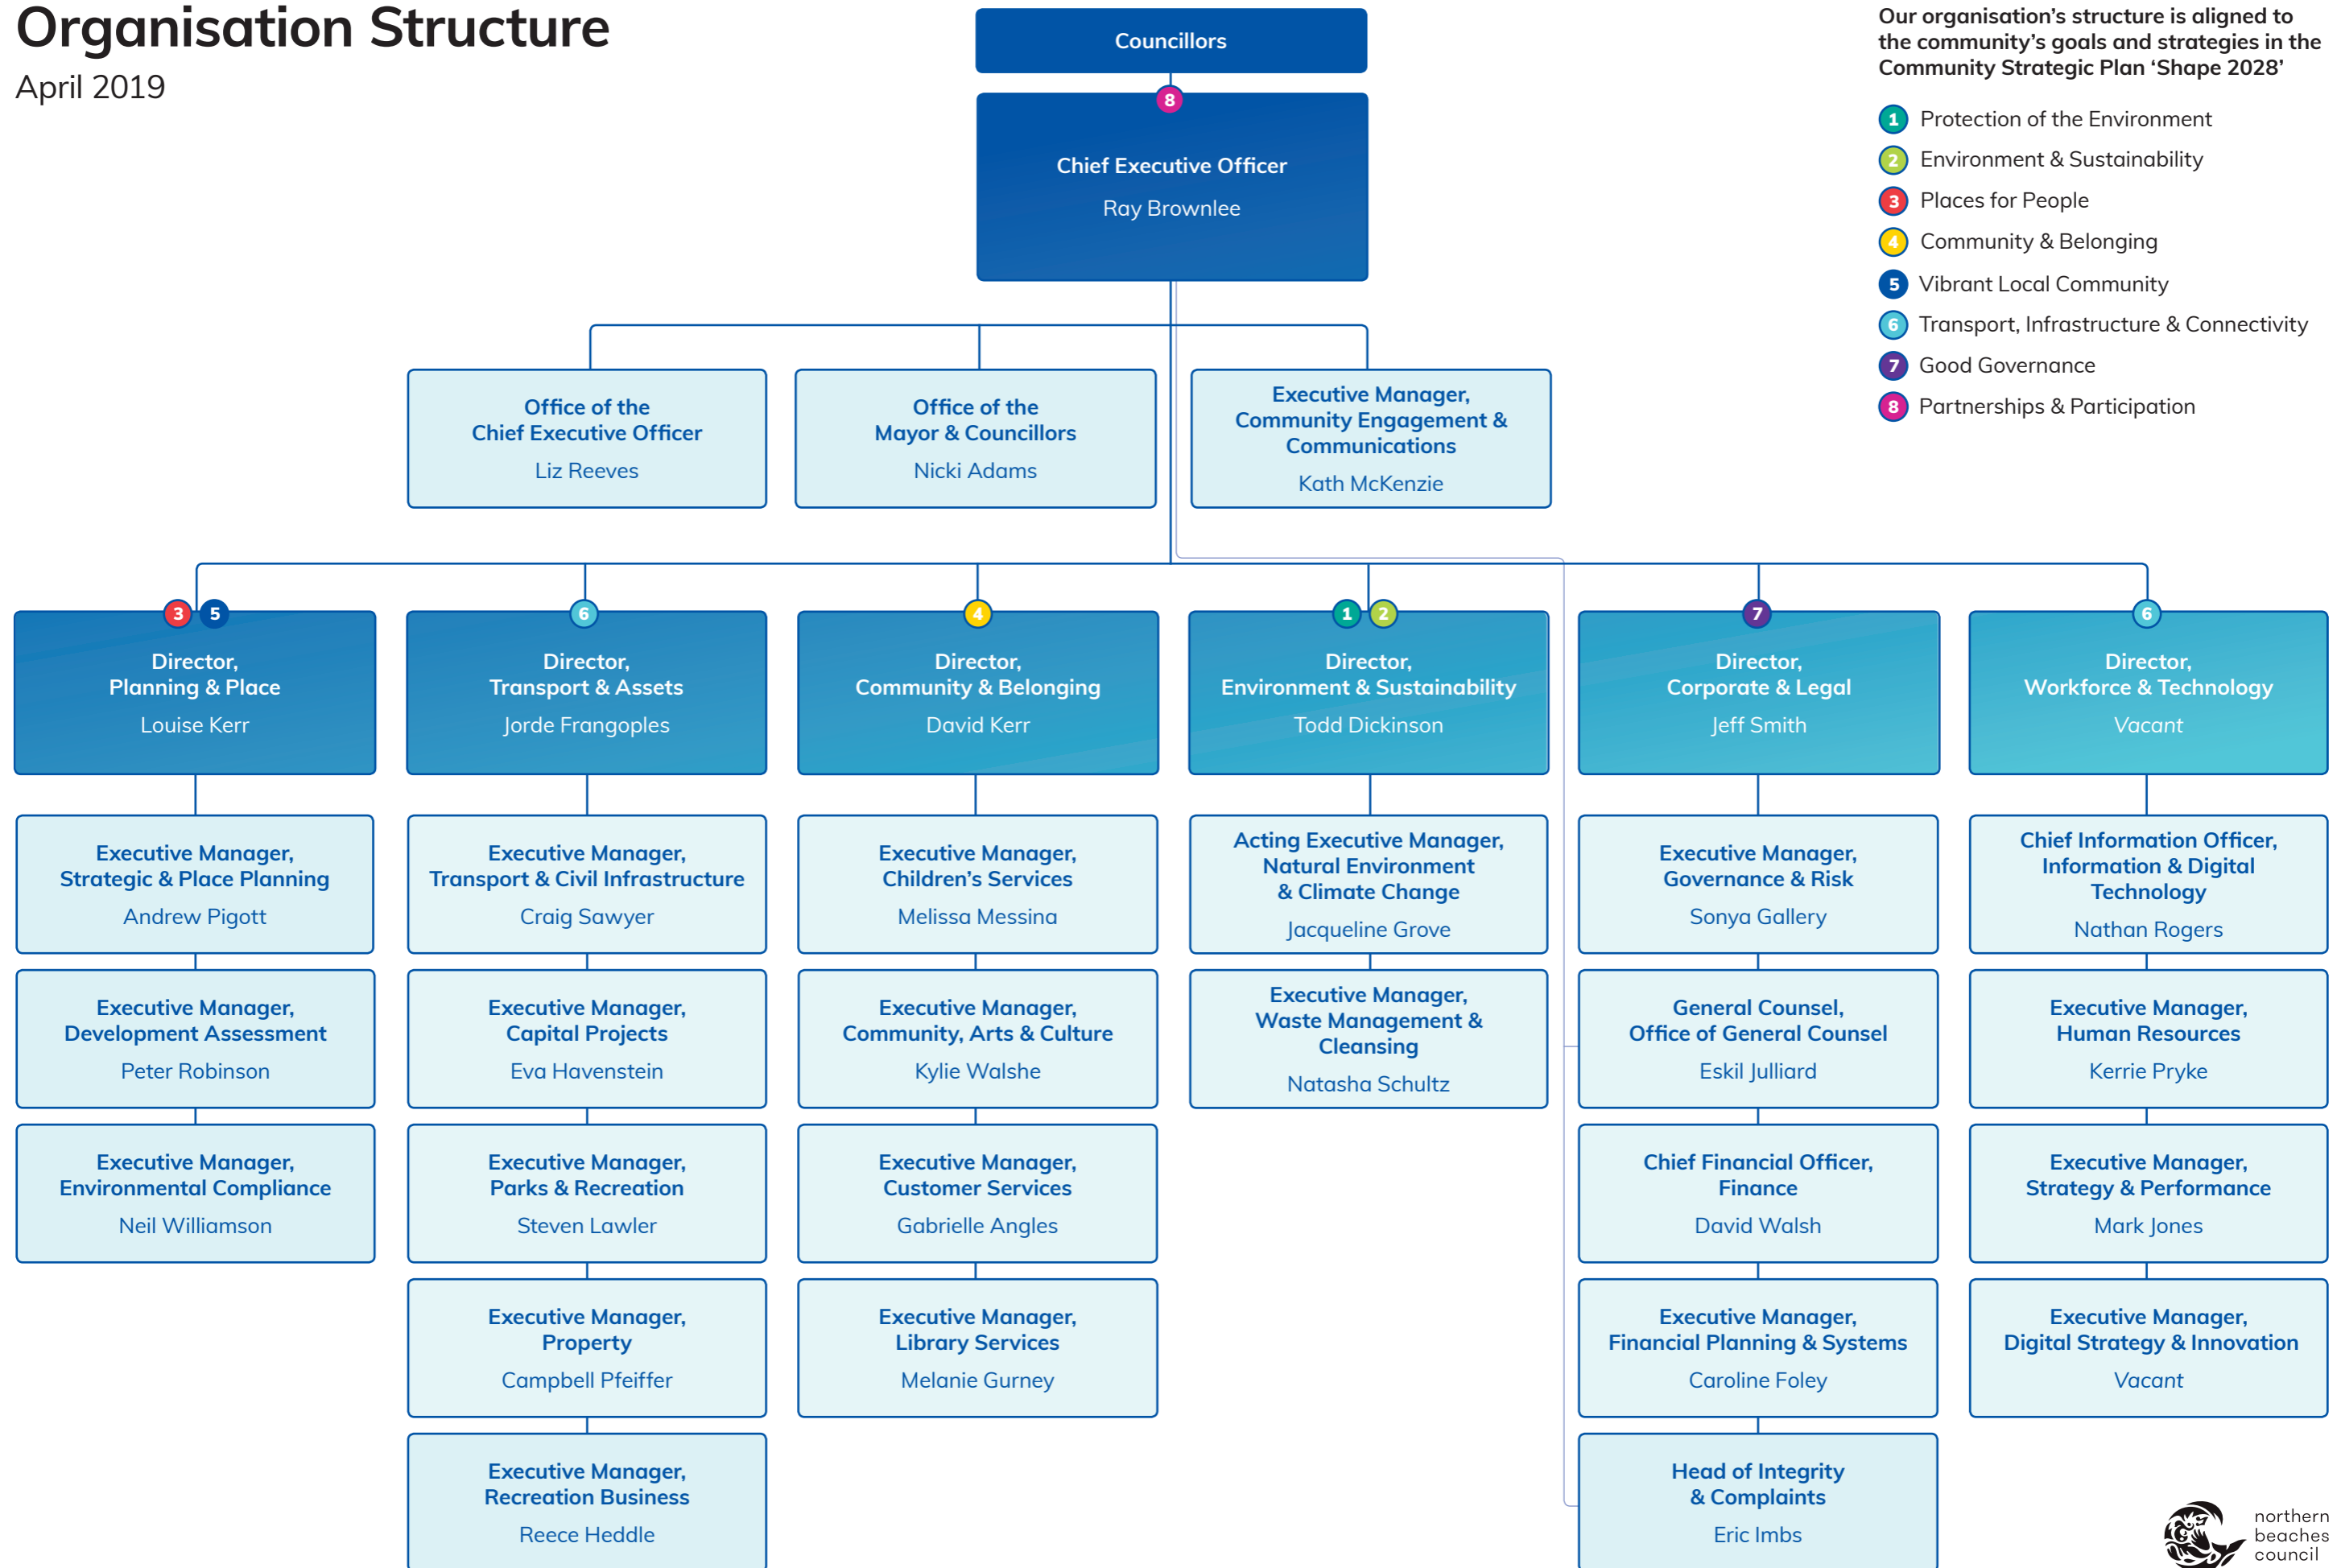 Organisation Structure
April 2019
Our organisation’s structure is aligned to
the community’s goals and strategies in the
Community Strategic Plan ‘Shape 2028’
1 Protection of the Environment
2 Environment & Sustainability
3 Places for People
4 Community & Belonging
5 Vibrant Local Community
6 Transport, Infrastructure & Connectivity
7 Good Governance
8 Partnerships & Participation
Councillors
8
Chief Executive Officer
Ray Brownlee
Office of the
Chief Executive Officer
Liz Reeves
Office of the
Mayor & Councillors
Nicki Adams
Executive Manager,
Community Engagement &
Communications
Kath McKenzie
3 5
Director,
Planning & Place
Louise Kerr
Executive Manager,
Strategic & Place Planning
Andrew Pigott
Executive Manager,
Development Assessment
Peter Robinson
Executive Manager,
Environmental Compliance
Neil Williamson
6
Director,
Transport & Assets
Jorde Frangoples
Executive Manager,
Transport & Civil Infrastructure
Craig Sawyer
Executive Manager,
Capital Projects
Eva Havenstein
Executive Manager,
Parks & Recreation
Steven Lawler
Executive Manager,
Property
Campbell Pfeiffer
Executive Manager,
Recreation Business
Reece Heddle
4
Director,
Community & Belonging
David Kerr
Executive Manager,
Children’s Services
Melissa Messina
Executive Manager,
Community, Arts & Culture
Kylie Walshe
Executive Manager,
Customer Services
Gabrielle Angles
Executive Manager,
Library Services
Melanie Gurney
1 2
Director,
Environment & Sustainability
Todd Dickinson
Acting Executive Manager,
Natural Environment
& Climate Change
Jacqueline Grove
Executive Manager,
Waste Management &
Cleansing
Natasha Schultz
7
Director,
Corporate & Legal
Jeff Smith
Executive Manager,
Governance & Risk
Sonya Gallery
General Counsel,
Office of General Counsel
Eskil Julliard
Chief Financial Officer,
Finance
David Walsh
Executive Manager,
Financial Planning & Systems
Caroline Foley
Head of Integrity
& Complaints
Eric Imbs
6
Director,
Workforce & Technology
Vacant
Chief Information Officer,
Information & Digital
Technology
Nathan Rogers
Executive Manager,
Human Resources
Kerrie Pryke
Executive Manager,
Strategy & Performance
Mark Jones
Executive Manager,
Digital Strategy & Innovation
Vacant
northern
beaches
council